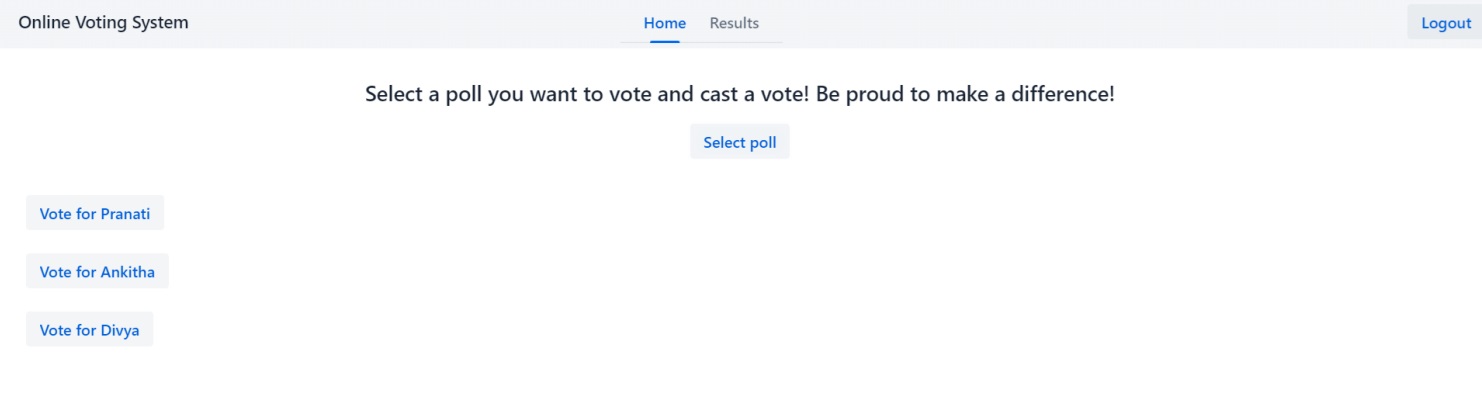 Online Voting System
Home
Results
Logout
Select a poll you want to vote and cast a vote! Be proud to make a difference!
Select poll
Vote for Pranati
Vote for Ankitha
Vote for Divya